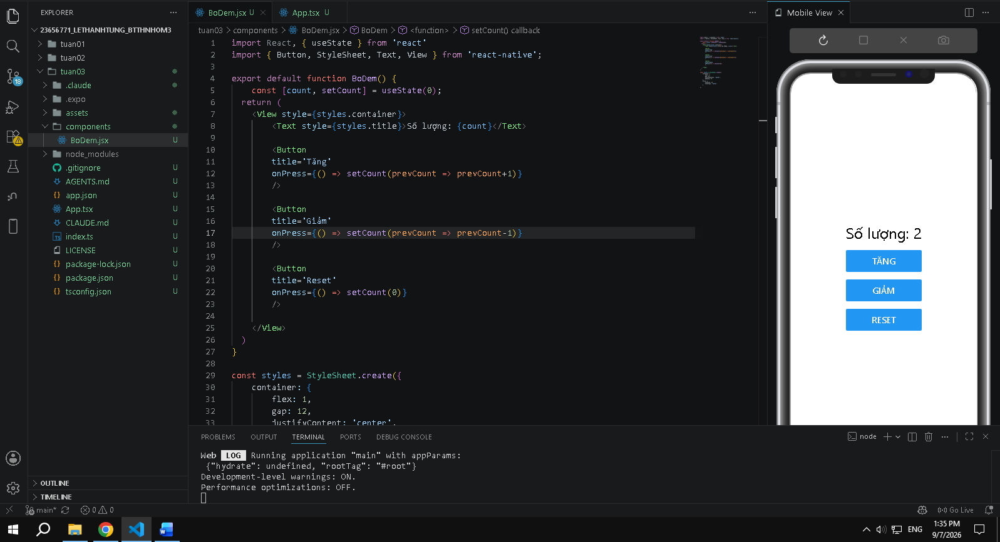 EXPLORER
23656771_LETHANHTUNG_BTTHNHOM3
tuan01
tuan02
tuan03
.claude
.expo
assets
components
BoDem.jsx U
node_modules
.gitignore U
AGENTS.md U
app.json U
App.tsx U
CLAUDE.md U
index.ts U
LICENSE U
package-lock.json U
package.json U
tsconfig.json U
OUTLINE
TIMELINE
18
BoDem.jsx U
App.tsx U
tuan03 > components > BoDem.jsx > BoDem > <function> > setCount() callback
1 import React, { useState } from 'react'
2 import { Button, StyleSheet, Text, View } from 'react-native';
3
4 export default function BoDem() {
5 const [count, setCount] = useState(0);
6 return (
7 <View style={styles.container}>
8 <Text style={styles.title}>Số lượng: {count}</Text>
9
10 <Button
11 title='Tăng'
12 onPress={() => setCount(prevCount => prevCount+1)}
13 />
14
15 <Button
16 title='Giảm'
17 onPress={() => setCount(prevCount => prevCount-1)}
18 />
19
20 <Button
21 title='Reset'
22 onPress={() => setCount(0)}
23 />
24
25 </View>
26 )
27 }
28
29 const styles = StyleSheet.create({
30 container: {
31 flex: 1,
32 gap: 12,
33 justifyContent: 'center',
Mobile View
Số lượng: 2
TĂNG
GIẢM
RESET
PROBLEMS OUTPUT TERMINAL PORTS DEBUG CONSOLE
node
Web LOG Running application "main" with appParams:
{"hydrate": undefined, "rootTag": "#root"}
Development-level warnings: ON.
Performance optimizations: OFF.
main* 0 0
Go Live
ENG
1:35 PM
9/7/2026